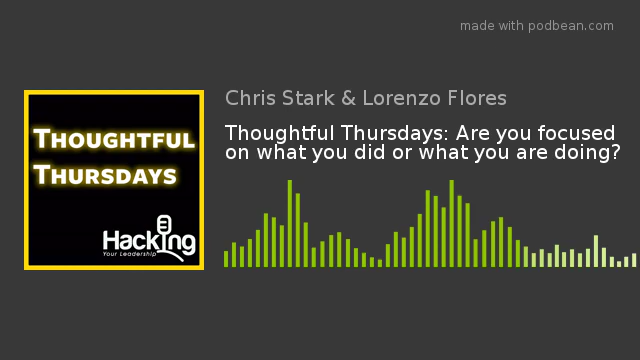 made with podbean.com
Chris Stark & Lorenzo Flores
Thoughtful Thursdays: Are you focused
on what you did or what you are doing?
Thoughtful
Thursdays
Hacking
Your Leadership